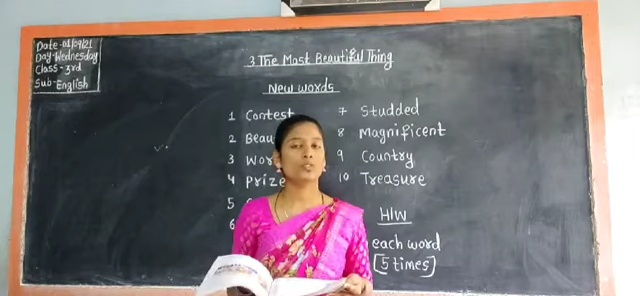 Date-01/09/21
Day-Wednesday
Class-3rd
Sub-English
3 The Most Beautiful Thing
New words
1 Contest
2 Beau
3 Wor
4 Prize
5
6
7 Studded
8 Magnificent
9 Country
10 Treasure
H/W
each word
[5 times]